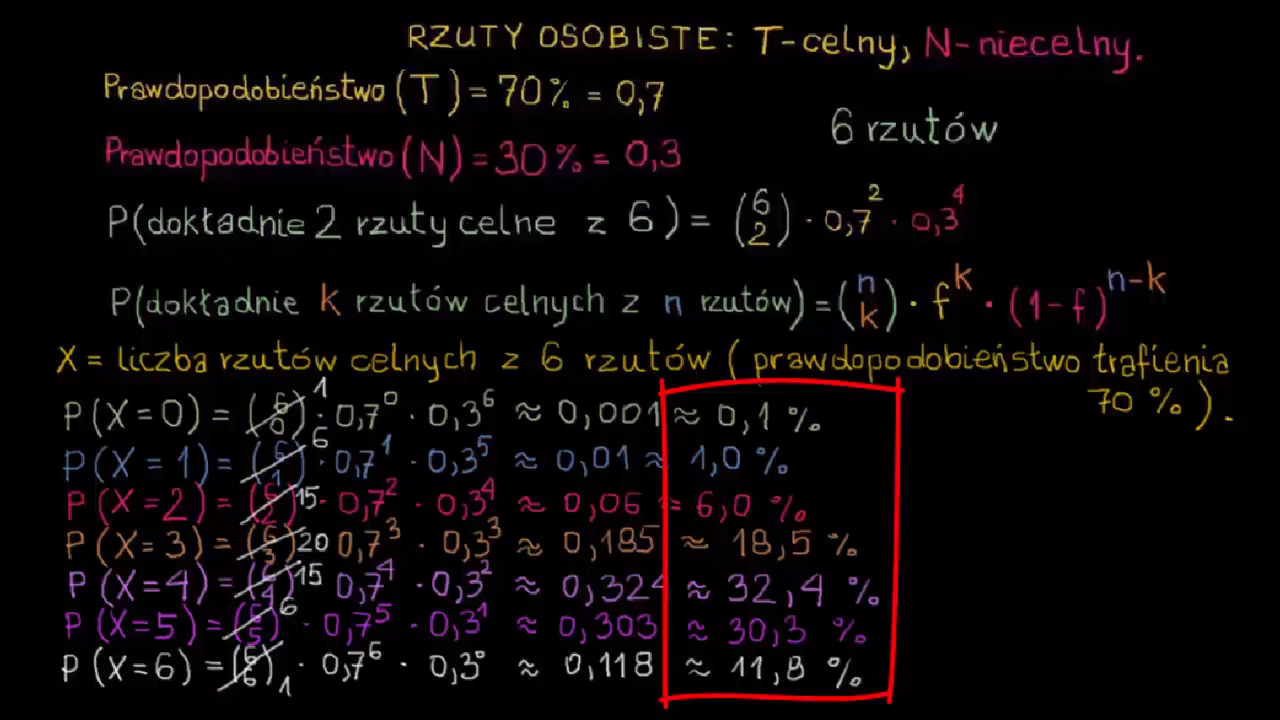 RZUTY OSOBISTE: T-celny, N-niecelny.
Prawdopodobieństwo (T) = 70% = 0,7
6 rzutów
Prawdopodobieństwo (N) = 30% = 0,3
P(dokładnie 2 rzuty celne z 6) = (6 2) · 0,7² · 0,3⁴
P(dokładnie k rzutów celnych z n rzutów) = (n k) · f^k · (1-f)^(n-k)
X = liczba rzutów celnych z 6 rzutów (prawdopodobieństwo trafienia
70 %).
P(X=0) = (6 0) 1 · 0,7⁰ · 0,3⁶ ≈ 0,001 ≈ 0,1 %
P(X=1) = (6 1) 6 · 0,7¹ · 0,3⁵ ≈ 0,01 ≈ 1,0 %
P(X=2) = (6 2) 15 · 0,7² · 0,3⁴ ≈ 0,06 ≈ 6,0 %
P(X=3) = (6 3) 20 0,7³ · 0,3³ ≈ 0,185 ≈ 18,5 %
P(X=4) = (6 4) 15 0,7⁴ · 0,3² ≈ 0,324 ≈ 32,4 %
P(X=5) = (6 5) 6 · 0,7⁵ · 0,3¹ ≈ 0,303 ≈ 30,3 %
P(X=6) = (6 6) 1 · 0,7⁶ · 0,3⁰ ≈ 0,118 ≈ 11,8 %